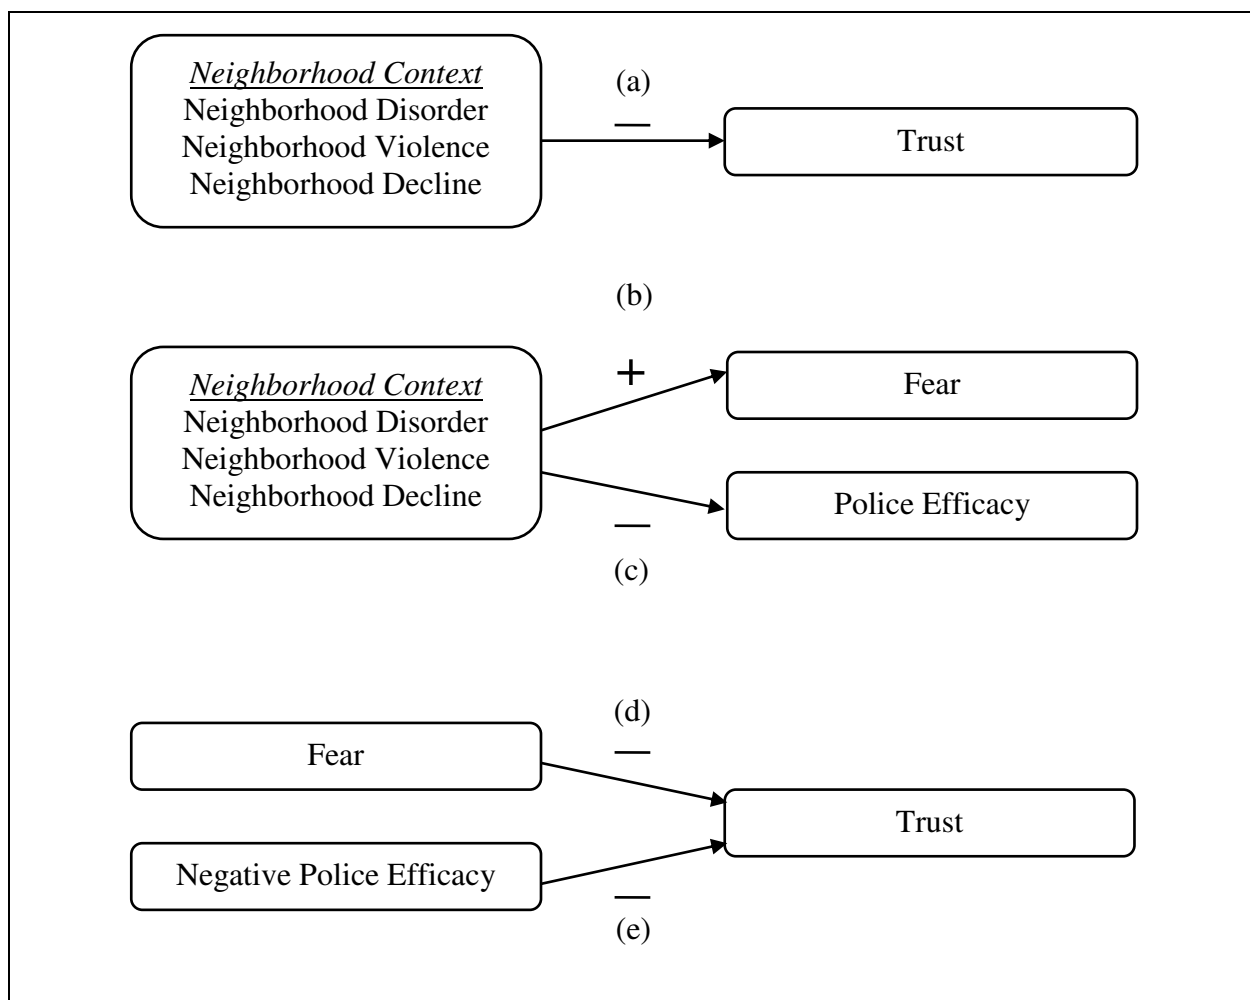 Neighborhood Context
Neighborhood Disorder
Neighborhood Violence
Neighborhood Decline
(a)
—
Trust
(b)
Neighborhood Context
Neighborhood Disorder
Neighborhood Violence
Neighborhood Decline
+
Fear
—
(c)
Police Efficacy
(d)
Fear
—
Trust
Negative Police Efficacy
—
(e)